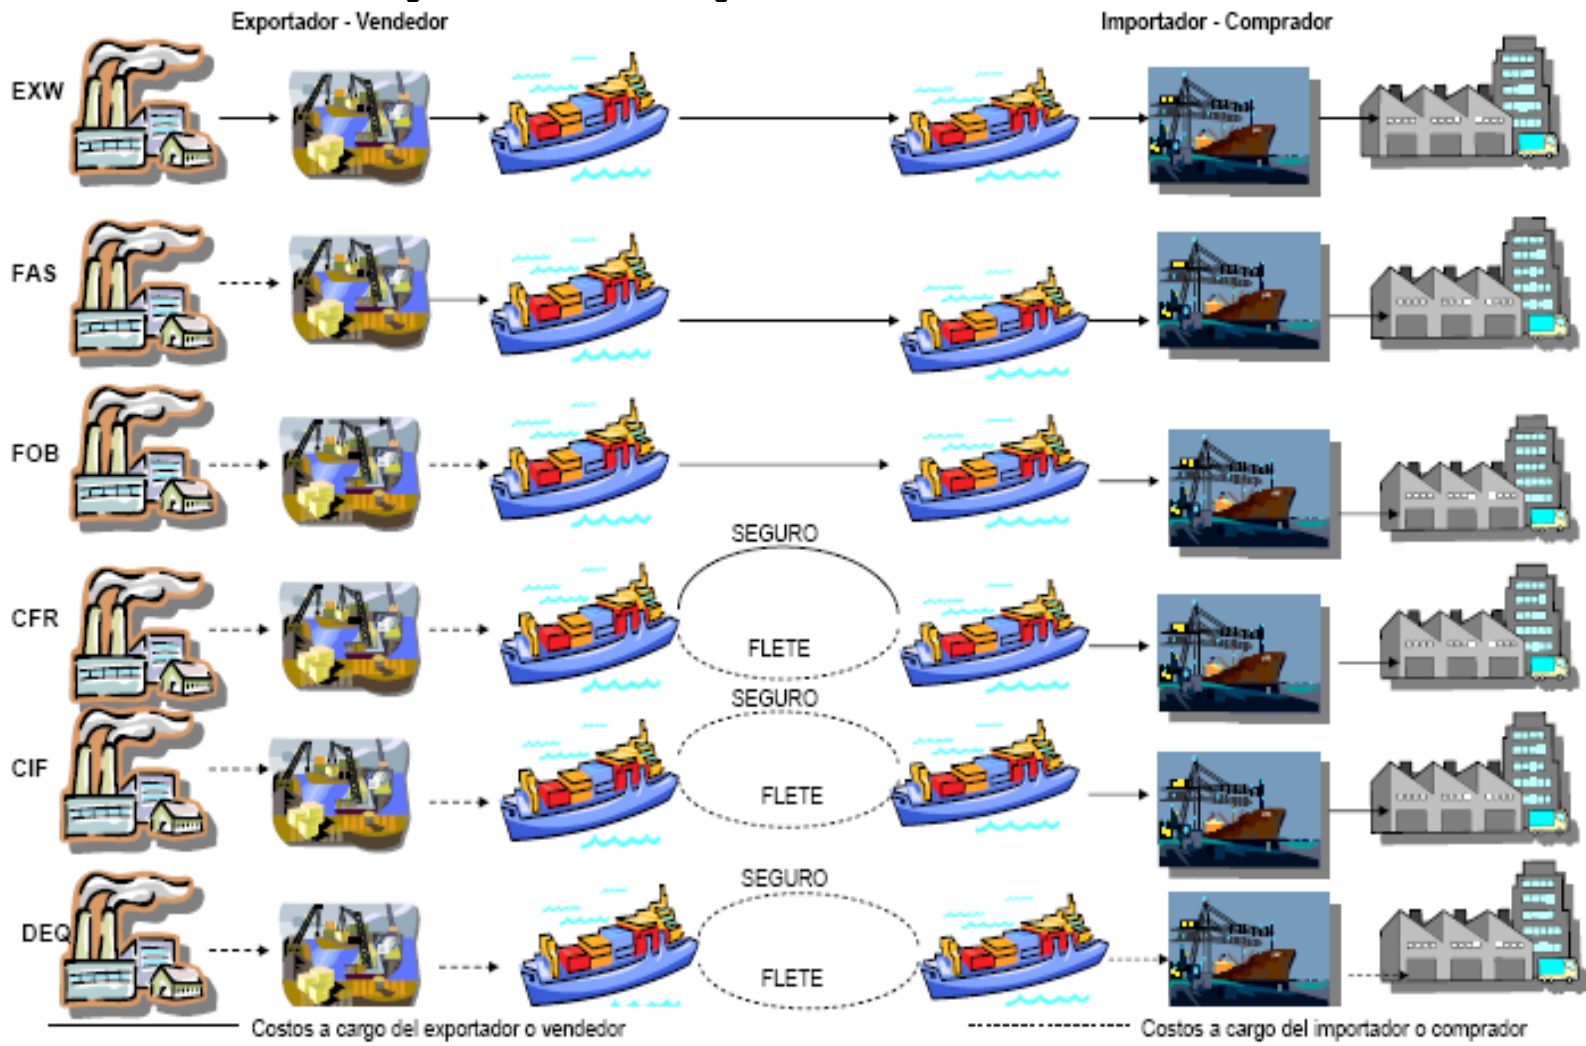 Exportador - Vendedor
Importador - Comprador
EXW
FAS
FOB
SEGURO
CFR
FLETE
SEGURO
CIF
FLETE
SEGURO
DEQ
FLETE
Costos a cargo del exportador o vendedor
Costos a cargo del importador o comprador